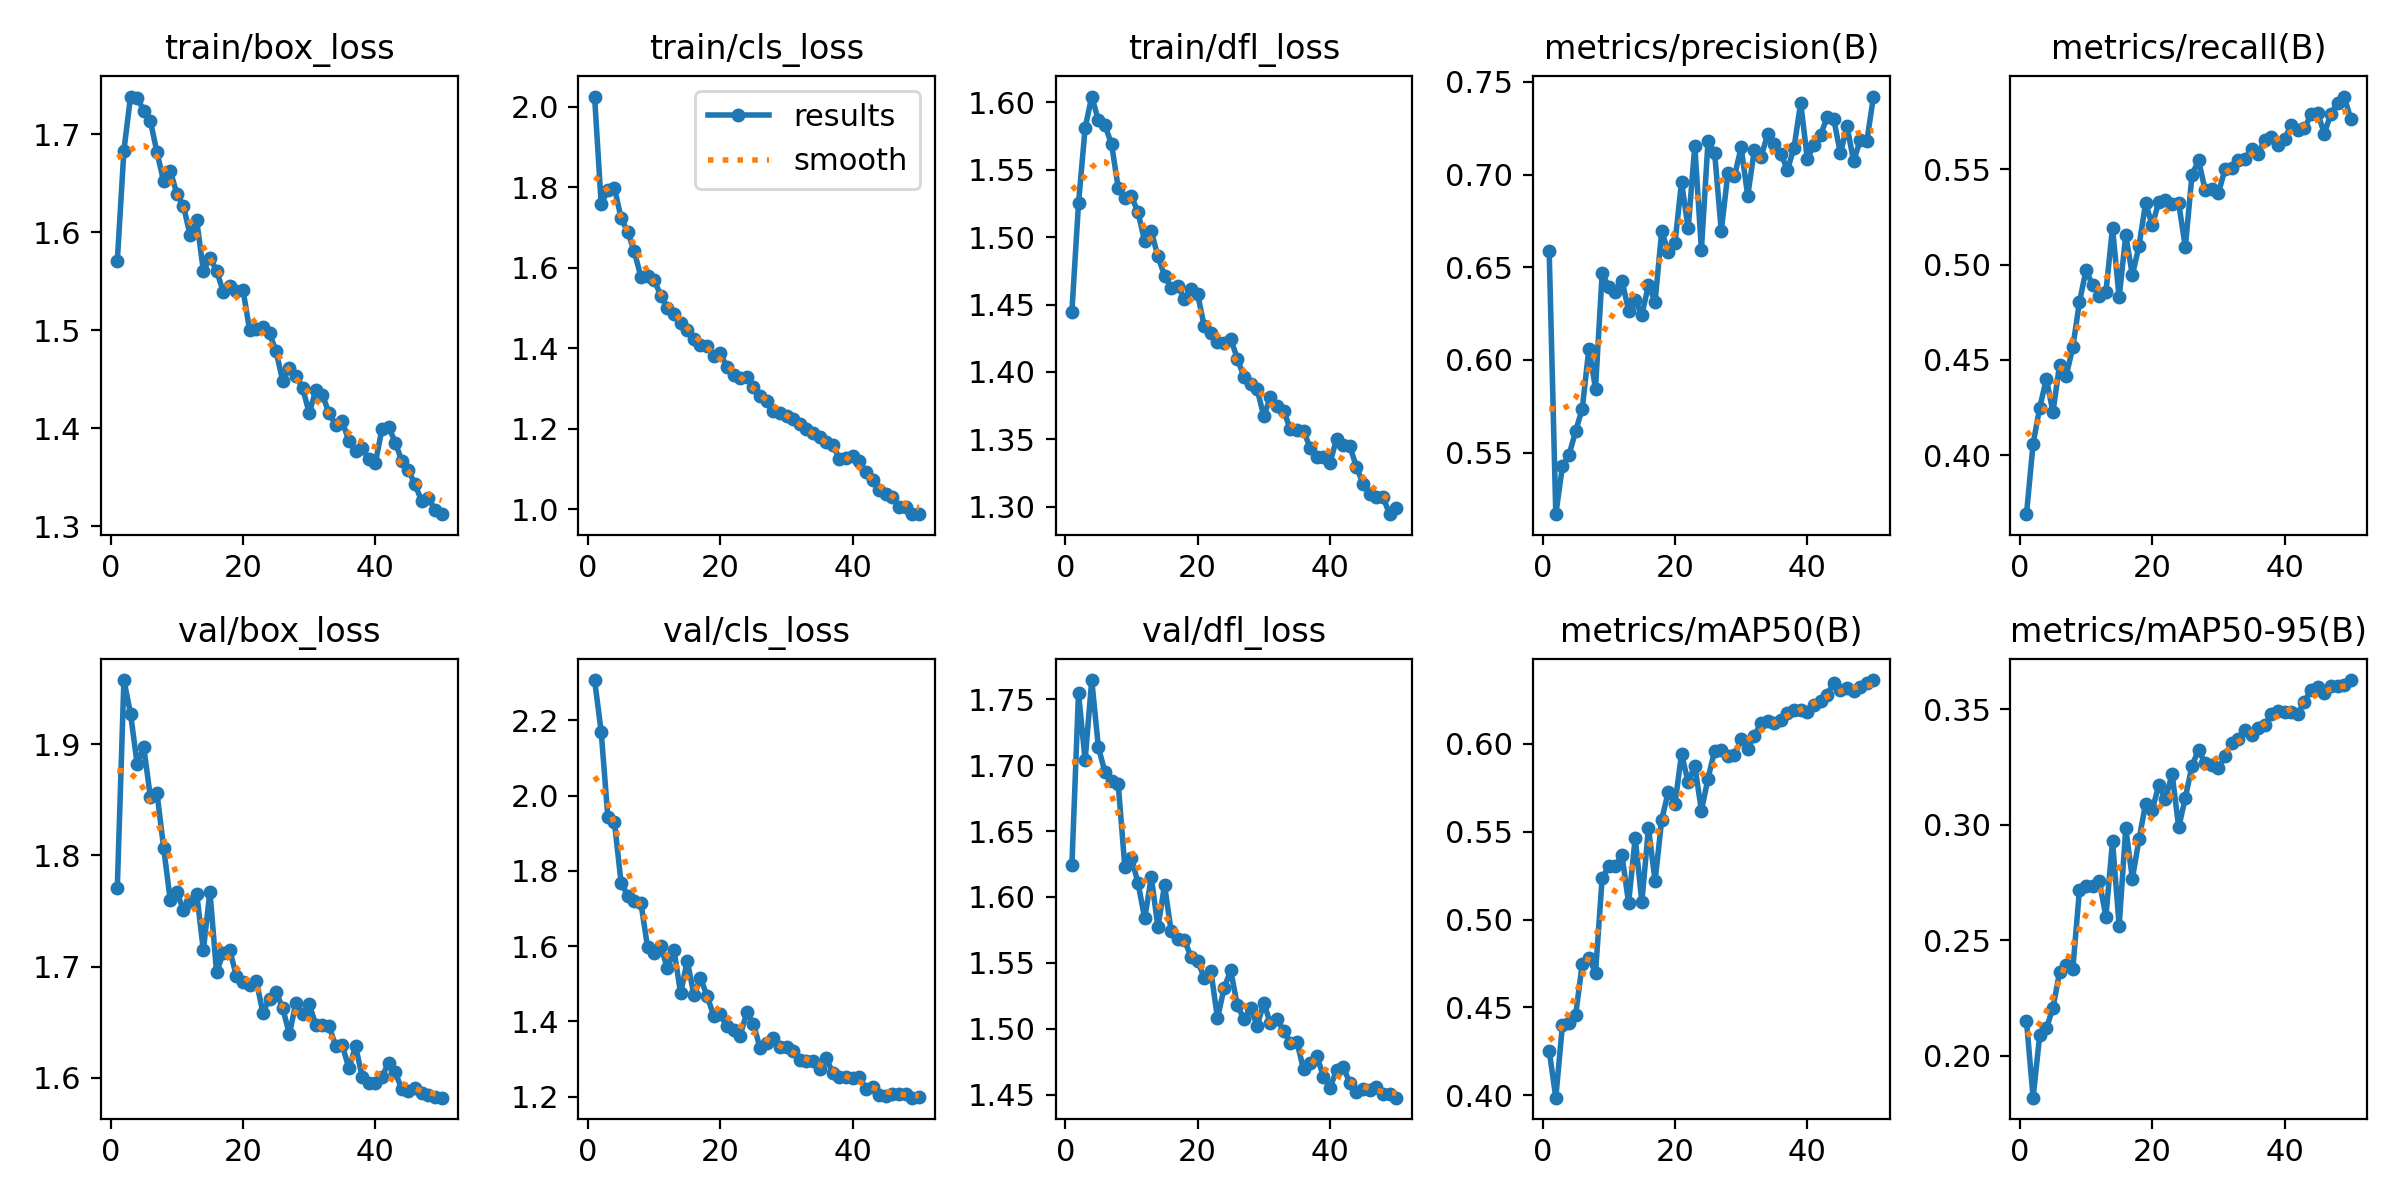 train/box_loss
1.7
1.6
1.5
1.4
1.3
0 20 40
train/cls_loss
results
smooth
2.0
1.8
1.6
1.4
1.2
1.0
0 20 40
train/dfl_loss
1.60
1.55
1.50
1.45
1.40
1.35
1.30
0 20 40
metrics/precision(B)
0.75
0.70
0.65
0.60
0.55
0 20 40
metrics/recall(B)
0.55
0.50
0.45
0.40
0 20 40
val/box_loss
1.9
1.8
1.7
1.6
0 20 40
val/cls_loss
2.2
2.0
1.8
1.6
1.4
1.2
0 20 40
val/dfl_loss
1.75
1.70
1.65
1.60
1.55
1.50
1.45
0 20 40
metrics/mAP50(B)
0.60
0.55
0.50
0.45
0.40
0 20 40
metrics/mAP50-95(B)
0.35
0.30
0.25
0.20
0 20 40